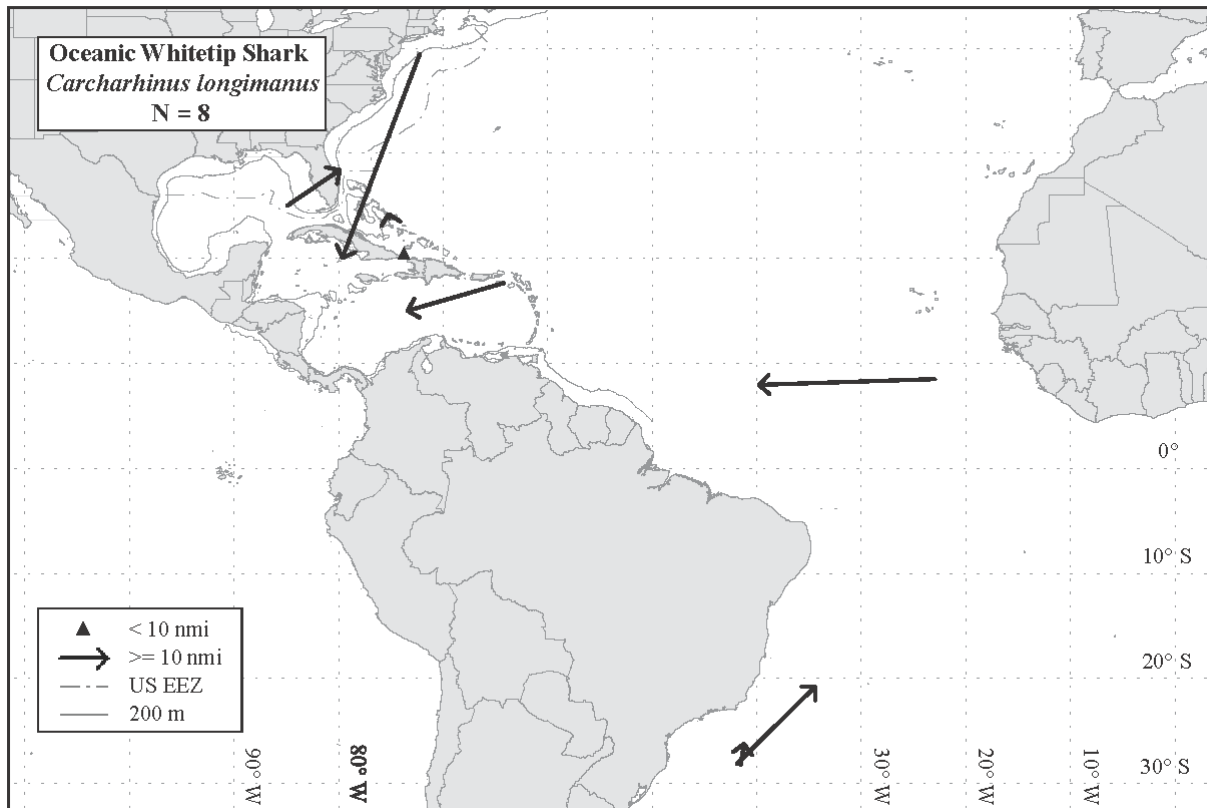 Oceanic Whitetip Shark
Carcharhinus longimanus
N = 8
0°
10° S
20° S
30° S
< 10 nmi
>= 10 nmi
US EEZ
200 m
90° W
80° W
30° W
20° W
10° W